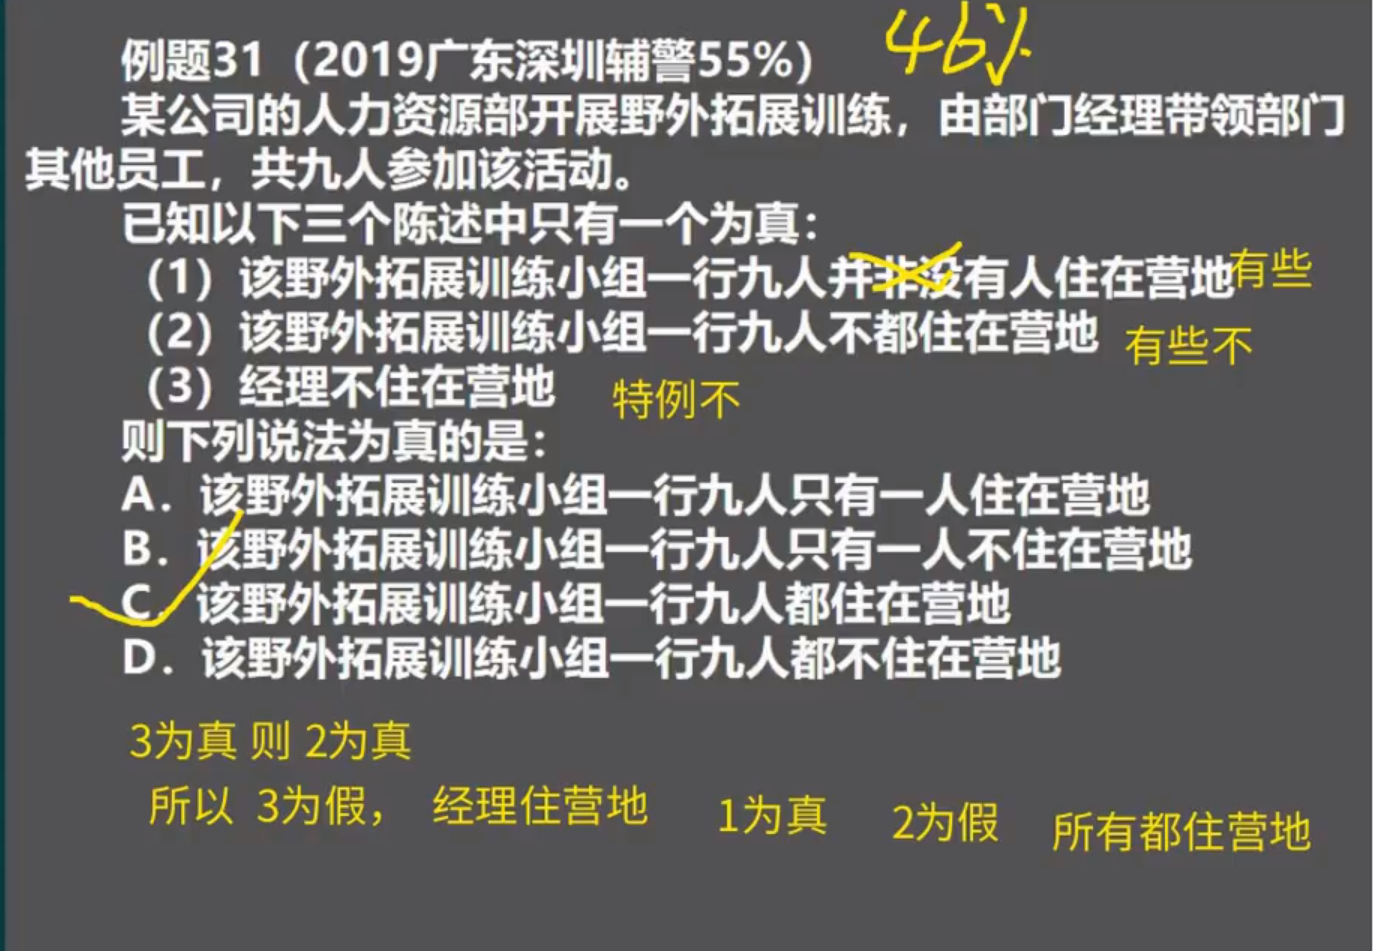 例题31（2019广东深圳辅警55%） 46%
某公司的人力资源部开展野外拓展训练，由部门经理带领部门
其他员工，共九人参加该活动。
已知以下三个陈述中只有一个为真：
（1）该野外拓展训练小组一行九人并非没有人住在营地 有些
（2）该野外拓展训练小组一行九人不都住在营地 有些不
（3）经理不住在营地 特例不
则下列说法为真的是：
A．该野外拓展训练小组一行九人只有一人住在营地
B．该野外拓展训练小组一行九人只有一人不住在营地
C．该野外拓展训练小组一行九人都住在营地
D．该野外拓展训练小组一行九人都不住在营地
3为真 则 2为真
所以 3为假， 经理住营地 1为真 2为假 所有都住营地